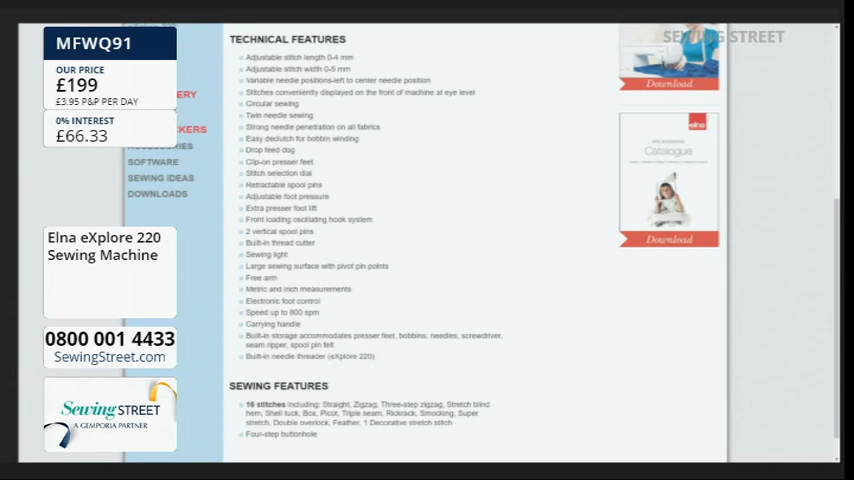 SEWING STREET
MFWQ91
OUR PRICE
£199
£3.95 P&P PER DAY
0% INTEREST
£66.33
ERY
CKERS
ACCESSORIES
SOFTWARE
SEWING IDEAS
DOWNLOADS
Elna eXplore 220
Sewing Machine
0800 001 4433
SewingStreet.com
Sewing STREET
A GEMPORIA PARTNER
TECHNICAL FEATURES
Adjustable stitch length 0-4 mm
Adjustable stitch width 0-5 mm
Variable needle positions-left to center needle position
Stitches conveniently displayed on the front of machine at eye level
Circular sewing
Twin needle sewing
Strong needle penetration on all fabrics
Easy declutch for bobbin winding
Drop feed dog
Clip-on presser feet
Stitch selection dial
Retractable spool pins
Adjustable foot pressure
Extra presser foot lift
Front loading oscillating hook system
2 vertical spool pins
Built-in thread cutter
Sewing light
Large sewing surface with pivot pin points
Free arm
Metric and inch measurements
Electronic foot control
Speed up to 800 spm
Carrying handle
Built-in storage accommodates presser feet, bobbins, needles, screwdriver,
seam ripper, spool pin felt
Built-in needle threader (eXplore 220)
SEWING FEATURES
16 stitches including: Straight, Zigzag, Three-step zigzag, Stretch blind
hem, Shell tuck, Box, Picot, Triple seam, Rickrack, Smocking, Super
stretch, Double overlock, Feather, 1 Decorative stretch stitch
Four-step buttonhole
Download
elna
Catalogue
Download